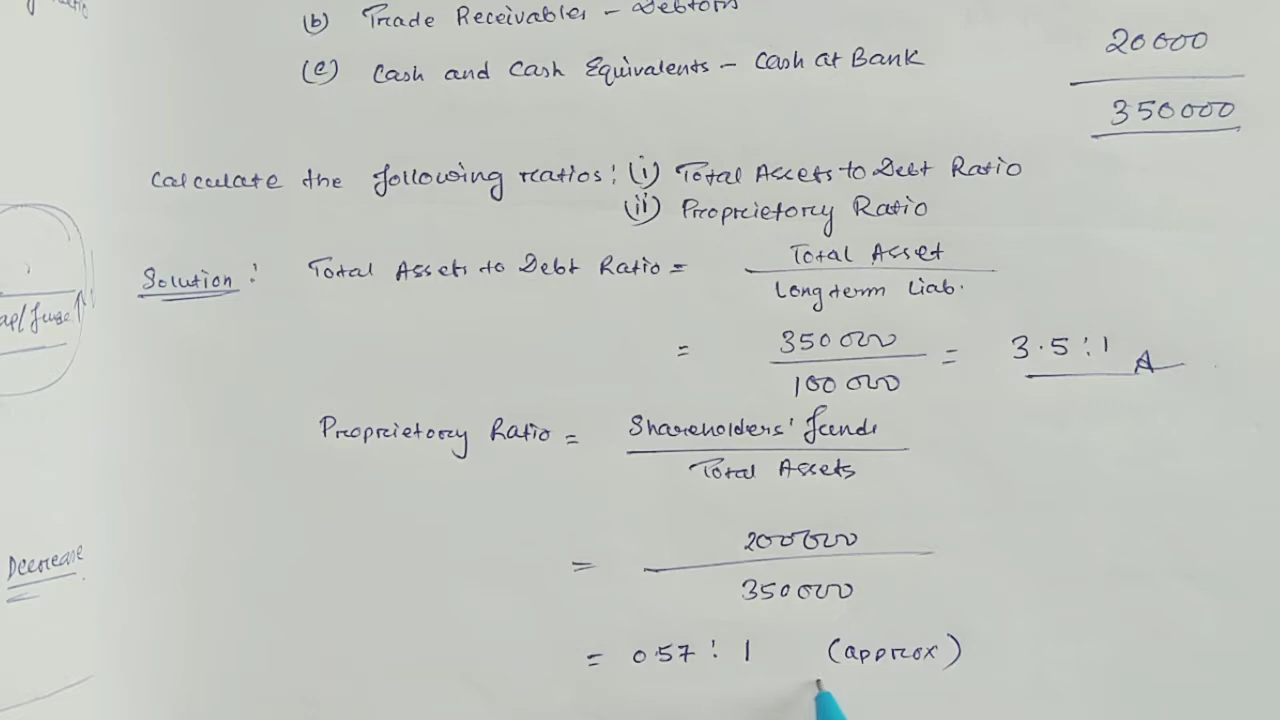 (b) Trade Receivables - Debtors
20000
(c) Cash and Cash Equivalents - Cash at Bank
350000
Calculate the following ratios: (i) Total Assets to Debt Ratio
(ii) Proprietory Ratio
Solution: Total Assets to Debt Ratio = Total Asset
Long term Liab.
= 350000 = 3.5:1 A
100000
Proprietory Ratio = Shareholders' funds
Total Assets
= 200000
350000
= 0.57 : 1 (approx)
Decrease